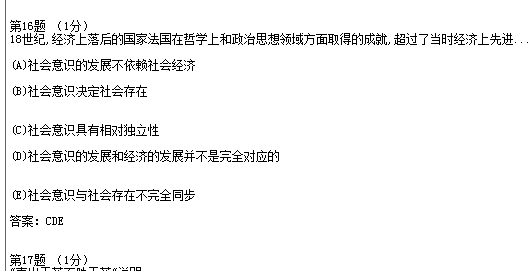 第16题 （1分）
18世纪,经济上落后的国家法国在哲学上和政治思想领域方面取得的成就,超过了当时经济上先进...
(A)社会意识的发展不依赖社会经济
(B)社会意识决定社会存在
(C)社会意识具有相对独立性
(D)社会意识的发展和经济的发展并不是完全对应的
(E)社会意识与社会存在不完全同步
答案: CDE
第17题 （1分）